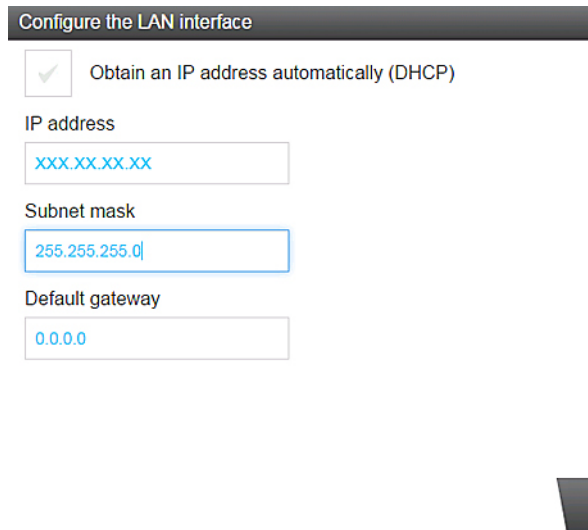 Configure the LAN interface
Obtain an IP address automatically (DHCP)
IP address
XXX.XX.XX.XX
Subnet mask
255.255.255.0
Default gateway
0.0.0.0